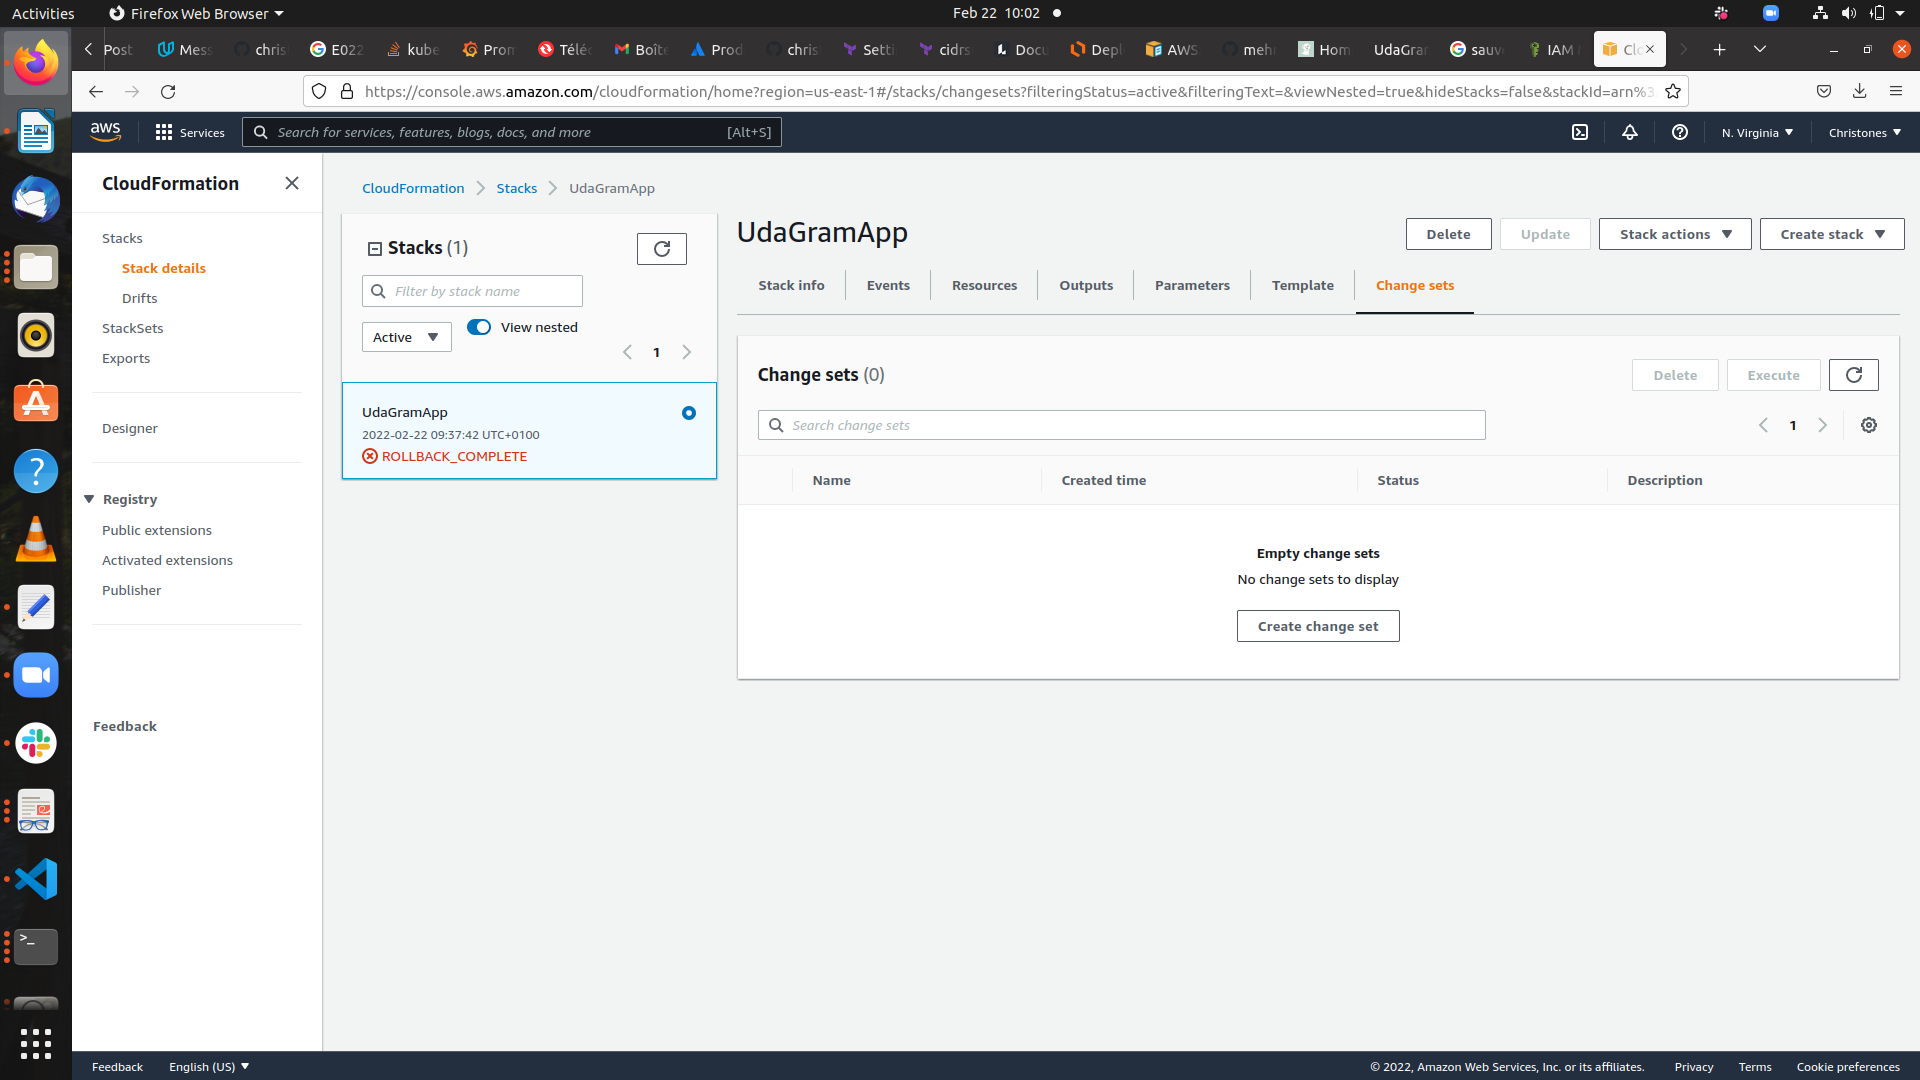 Activities
Firefox Web Browser
Feb 22 10:02
Post
Mess
chris
E022
kube
Prom
Téléc
Boîte
Prod
chris
Setti
cidrs
Docu
Depl
AWS
mehr
Hom
UdaGram
sauve
IAM
Clo
https://console.aws.amazon.com/cloudformation/home?region=us-east-1#/stacks/changesets?filteringStatus=active&filteringText=&viewNested=true&hideStacks=false&stackId=arn%3
aws
Services
Search for services, features, blogs, docs, and more
[Alt+S]
N. Virginia
Christones
CloudFormation
Stacks
Stack details
Drifts
StackSets
Exports
Designer
Registry
Public extensions
Activated extensions
Publisher
Feedback
CloudFormation
Stacks
UdaGramApp
Stacks (1)
Filter by stack name
Active
View nested
1
UdaGramApp
2022-02-22 09:37:42 UTC+0100
ROLLBACK_COMPLETE
UdaGramApp
Delete
Update
Stack actions
Create stack
Stack info
Events
Resources
Outputs
Parameters
Template
Change sets
Change sets (0)
Delete
Execute
Search change sets
1
Name
Created time
Status
Description
Empty change sets
No change sets to display
Create change set
Feedback
English (US)
© 2022, Amazon Web Services, Inc. or its affiliates.
Privacy
Terms
Cookie preferences